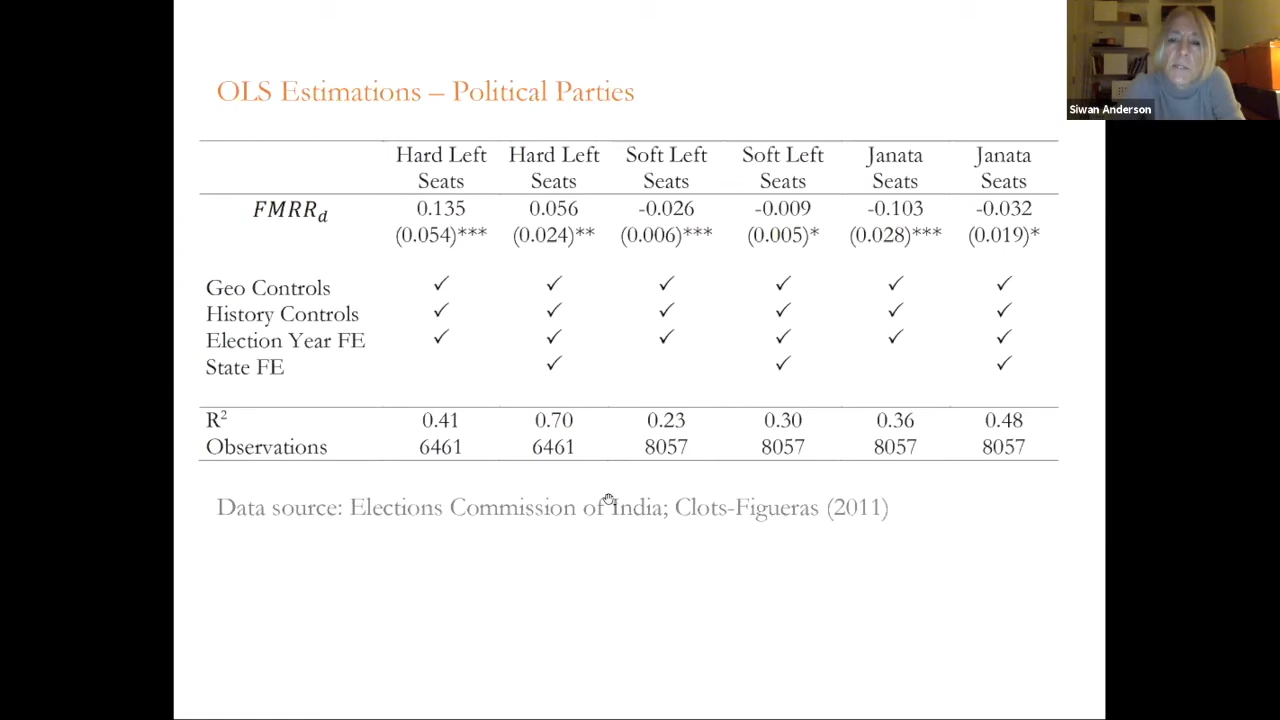 OLS Estimations – Political Parties
Siwan Anderson
Hard Left Hard Left Soft Left Soft Left Janata Janata
Seats Seats Seats Seats Seats Seats
FMRR_d 0.135 0.056 -0.026 -0.009 -0.103 -0.032
(0.054)*** (0.024)** (0.006)*** (0.005)* (0.028)*** (0.019)*
Geo Controls ✓ ✓ ✓ ✓ ✓ ✓
History Controls ✓ ✓ ✓ ✓ ✓ ✓
Election Year FE ✓ ✓ ✓ ✓ ✓ ✓
State FE ✓ ✓ ✓
R² 0.41 0.70 0.23 0.30 0.36 0.48
Observations 6461 6461 8057 8057 8057 8057
Data source: Elections Commission of India; Clots-Figueras (2011)